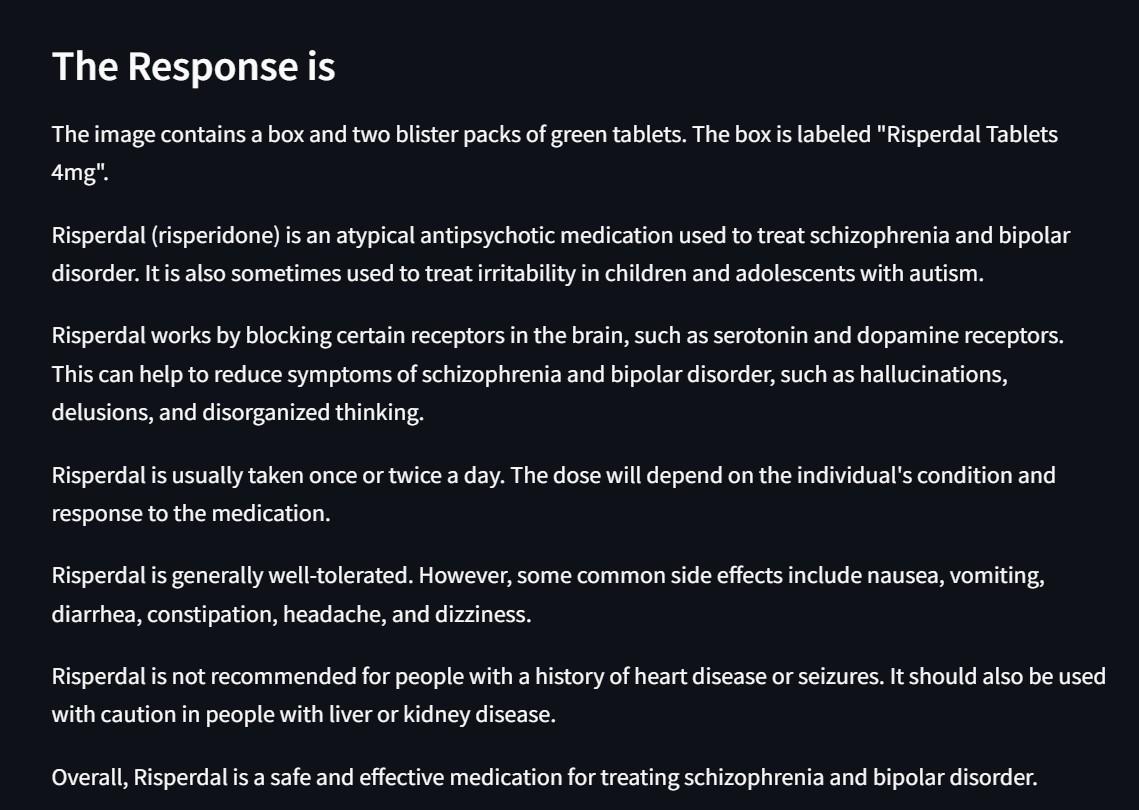 The Response is
The image contains a box and two blister packs of green tablets. The box is labeled "Risperdal Tablets
4mg".
Risperdal (risperidone) is an atypical antipsychotic medication used to treat schizophrenia and bipolar
disorder. It is also sometimes used to treat irritability in children and adolescents with autism.
Risperdal works by blocking certain receptors in the brain, such as serotonin and dopamine receptors.
This can help to reduce symptoms of schizophrenia and bipolar disorder, such as hallucinations,
delusions, and disorganized thinking.
Risperdal is usually taken once or twice a day. The dose will depend on the individual's condition and
response to the medication.
Risperdal is generally well-tolerated. However, some common side effects include nausea, vomiting,
diarrhea, constipation, headache, and dizziness.
Risperdal is not recommended for people with a history of heart disease or seizures. It should also be used
with caution in people with liver or kidney disease.
Overall, Risperdal is a safe and effective medication for treating schizophrenia and bipolar disorder.